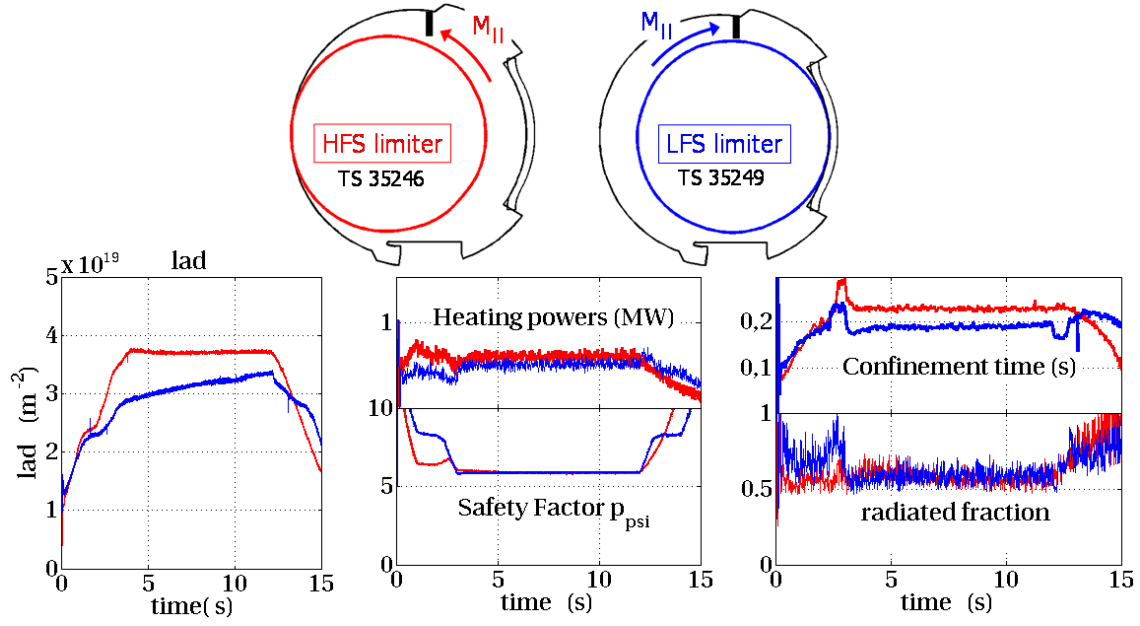 M|| M||
HFS limiter LFS limiter
TS 35246 TS 35249
5 x 10^19 lad
4
3
2
1
0
lad (m^-2)
0 5 10 15
time( s)
1
Heating powers (MW)
10
5
Safety Factor p_psi
0
0 5 10 15
time (s)
0,2
0,1
Confinement time (s)
1
0.5
radiated fraction
0
0 5 10 15
time (s)